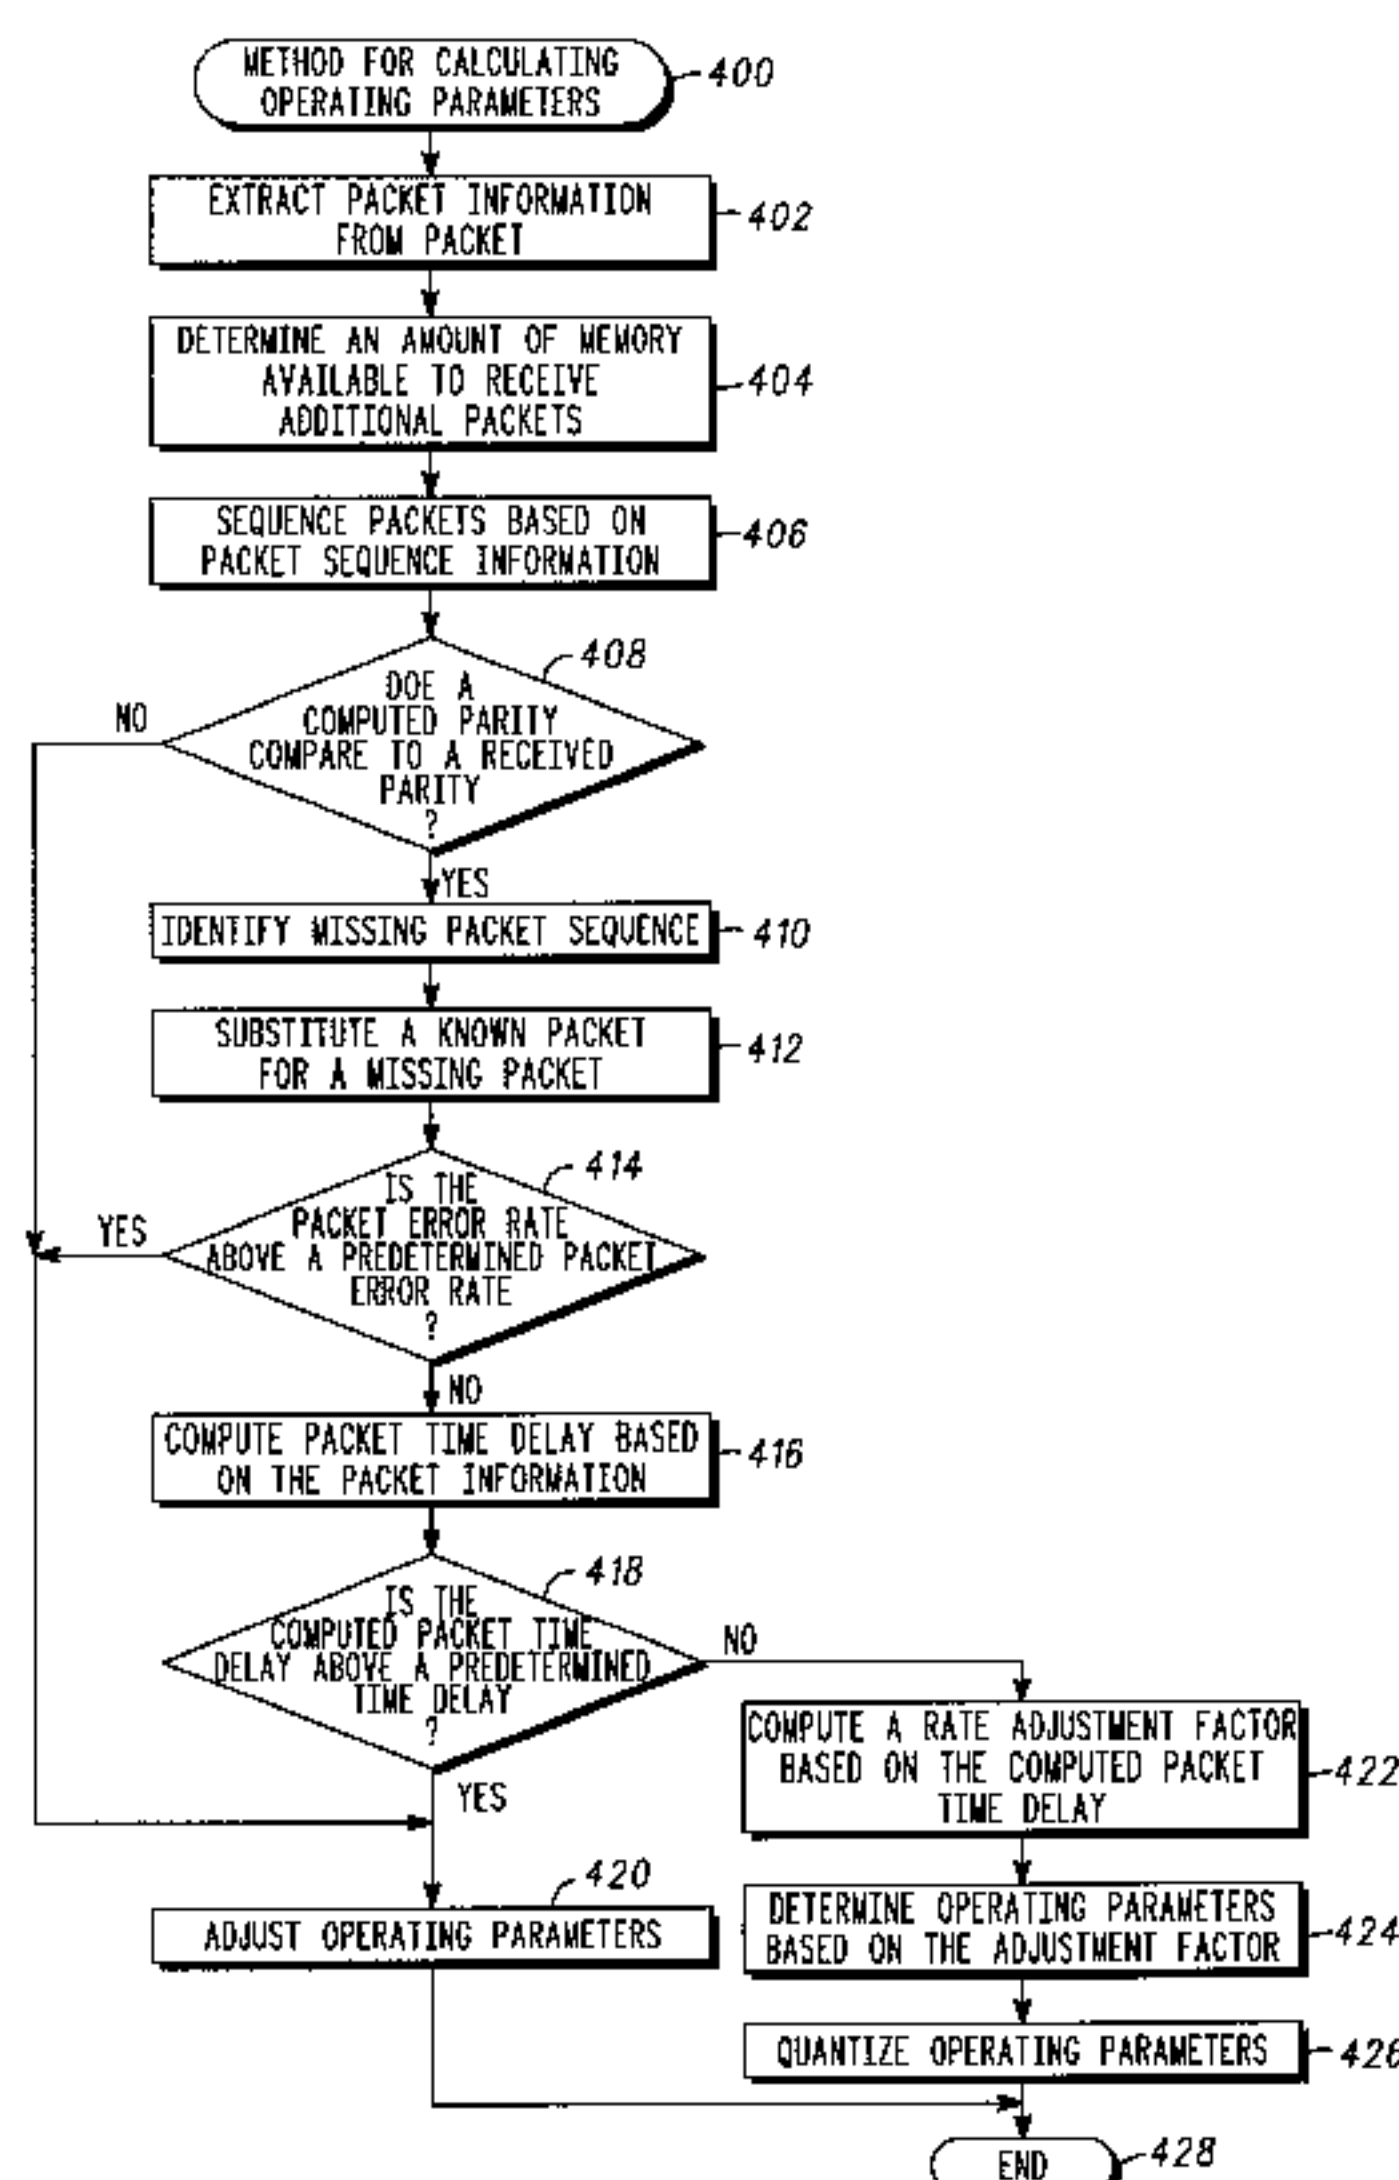 METHOD FOR CALCULATING
OPERATING PARAMETERS
400
EXTRACT PACKET INFORMATION
FROM PACKET
402
DETERMINE AN AMOUNT OF MEMORY
AVAILABLE TO RECEIVE
ADDITIONAL PACKETS
404
SEQUENCE PACKETS BASED ON
PACKET SEQUENCE INFORMATION
406
408
DOE A
COMPUTED PARITY
COMPARE TO A RECEIVED
PARITY
?
NO
YES
IDENTIFY MISSING PACKET SEQUENCE
410
SUBSTITUTE A KNOWN PACKET
FOR A MISSING PACKET
412
414
IS THE
PACKET ERROR RATE
ABOVE A PREDETERMINED PACKET
ERROR RATE
?
YES
NO
COMPUTE PACKET TIME DELAY BASED
ON THE PACKET INFORMATION
416
418
IS THE
COMPUTED PACKET TIME
DELAY ABOVE A PREDETERMINED
TIME DELAY
?
NO
YES
COMPUTE A RATE ADJUSTMENT FACTOR
BASED ON THE COMPUTED PACKET
TIME DELAY
422
420
ADJUST OPERATING PARAMETERS
DETERMINE OPERATING PARAMETERS
BASED ON THE ADJUSTMENT FACTOR
424
QUANTIZE OPERATING PARAMETERS
426
END
428